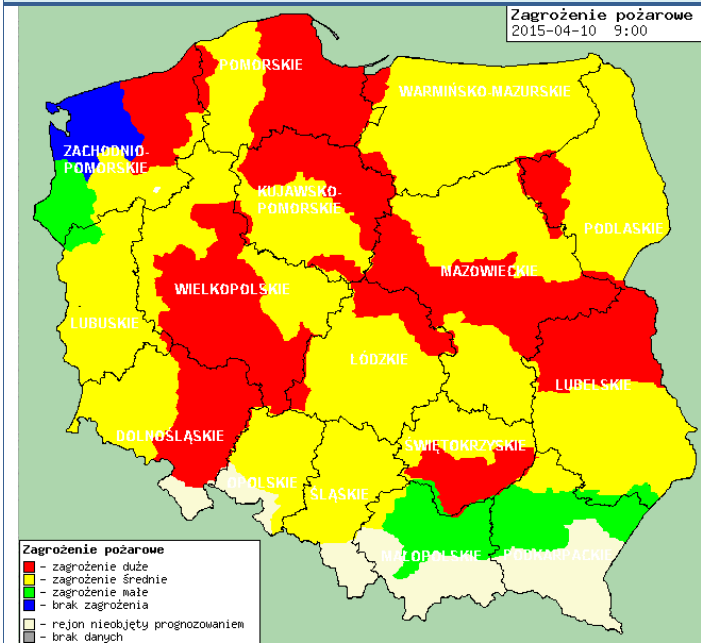 Zagrożenie pożarowe
2015-04-10 9:00
POMORSKIE
WARMIŃSKO-MAZURSKIE
ZACHODNIO-
POMORSKIE
KUJAWSKO-
POMORSKIE
PODLASKIE
MAZOWIECKIE
WIELKOPOLSKIE
LUBUSKIE
ŁÓDZKIE
LUBELSKIE
DOLNOŚLĄSKIE
ŚWIĘTOKRZYSKIE
OPOLSKIE
ŚLĄSKIE
MAŁOPOLSKIE
PODKARPACKIE
Zagrożenie pożarowe
- zagrożenie duże
- zagrożenie średnie
- zagrożenie małe
- brak zagrożenia
- rejon nieobjęty prognozowaniem
- brak danych